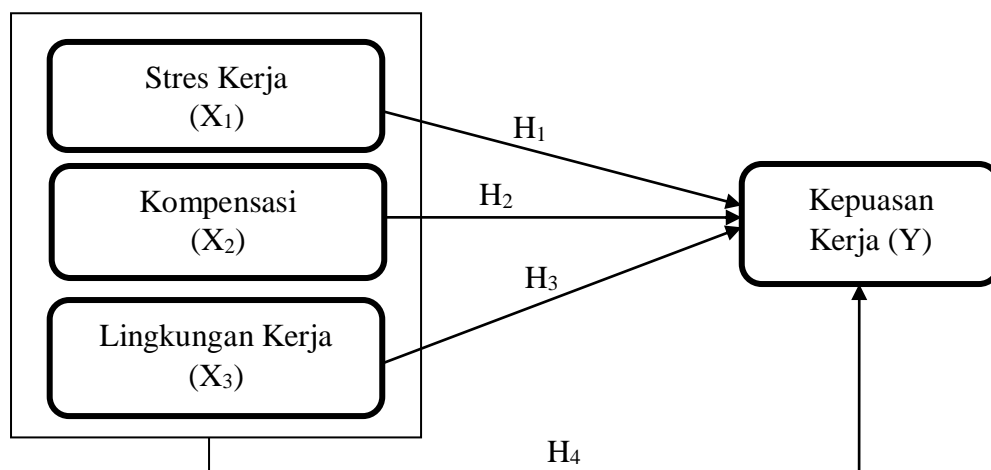 Stres Kerja
(X₁)
H₁
Kompensasi
(X₂)
H₂
Kepuasan
Kerja (Y)
Lingkungan Kerja
(X₃)
H₃
H₄